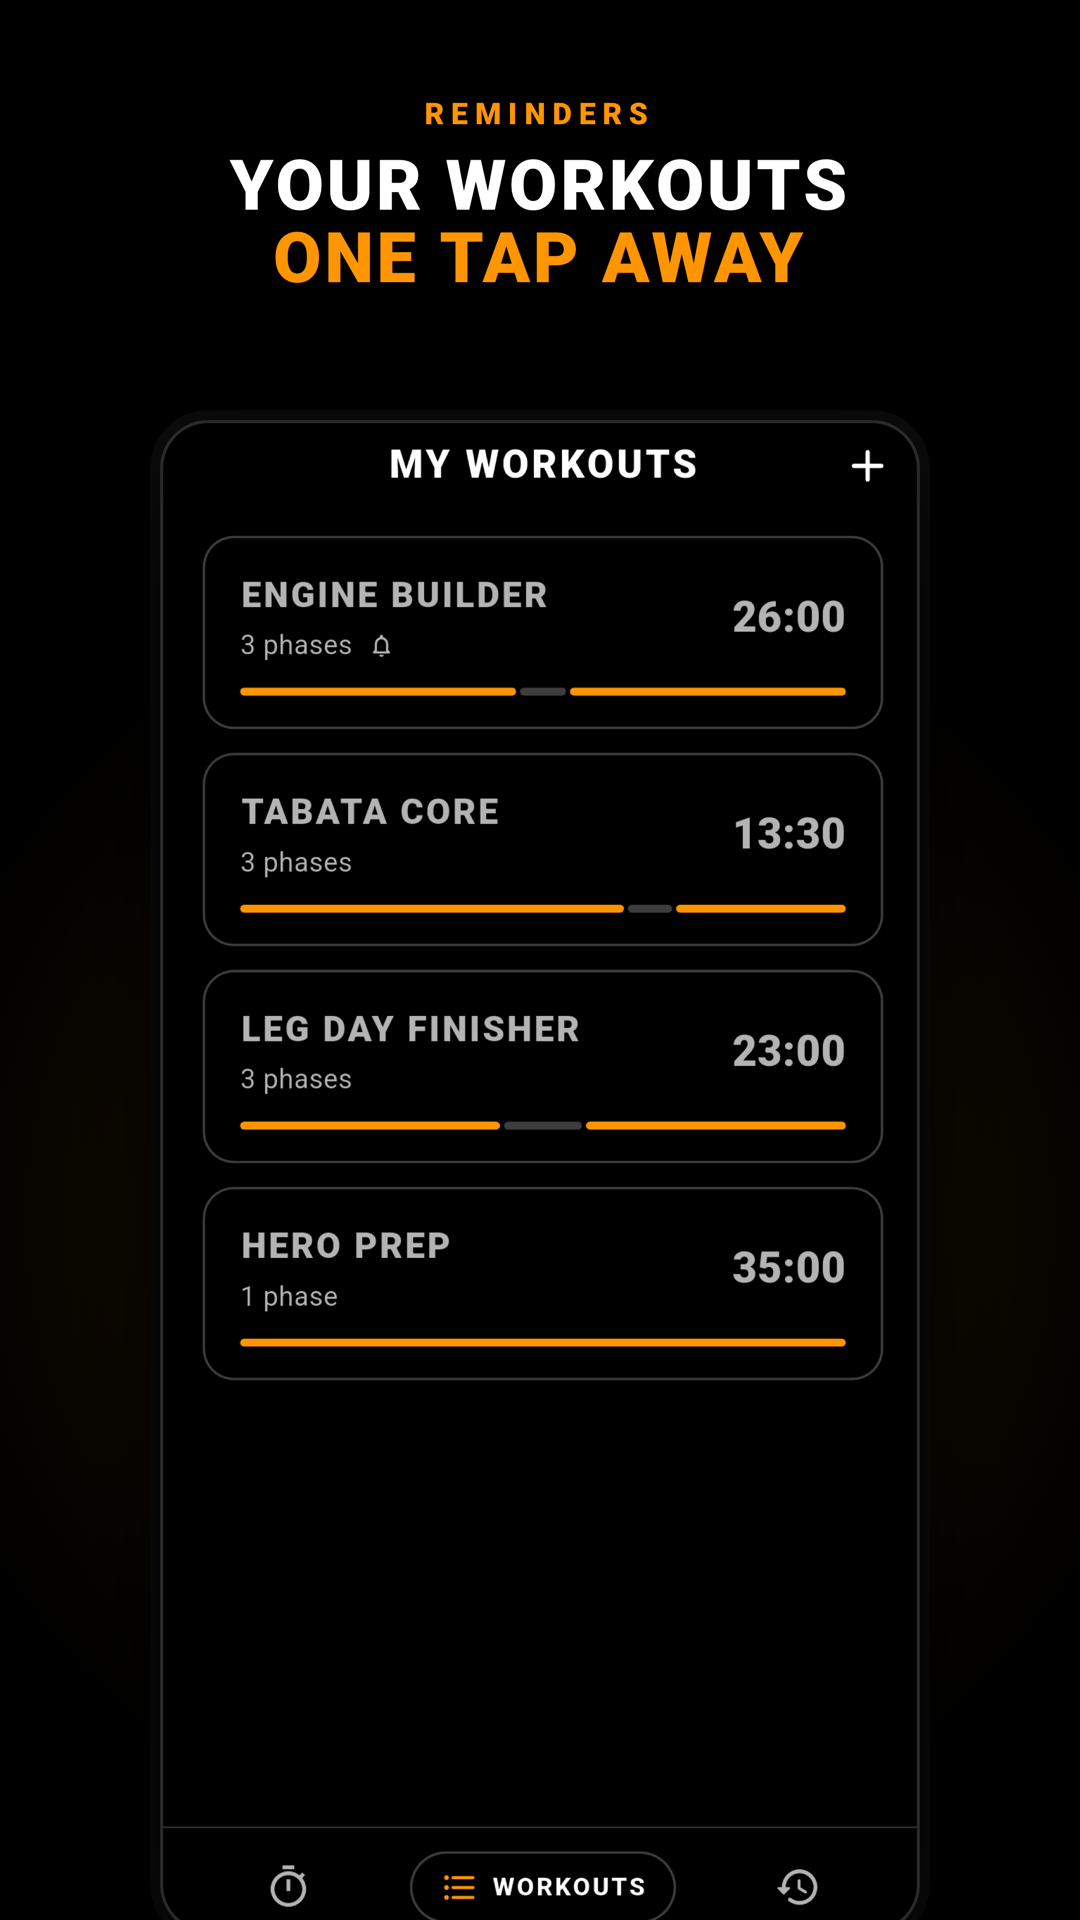 REMINDERS
YOUR WORKOUTS
ONE TAP AWAY
MY WORKOUTS
ENGINE BUILDER
26:00
3 phases
TABATA CORE
13:30
3 phases
LEG DAY FINISHER
23:00
3 phases
HERO PREP
35:00
1 phase
WORKOUTS